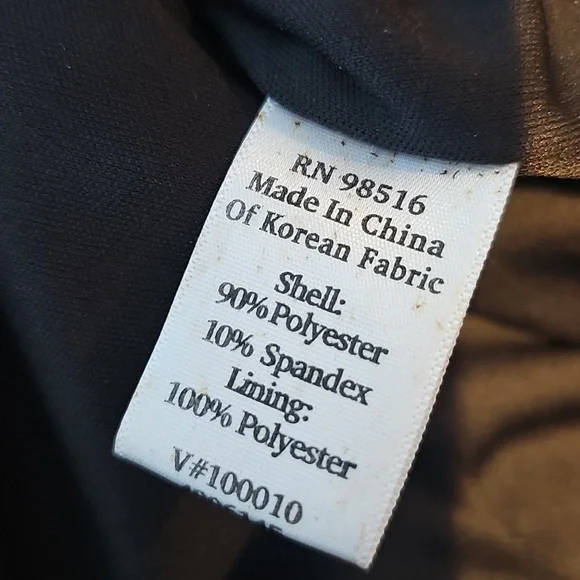 RN 98516
Made In China
Of Korean Fabric
Shell:
90% Polyester
10% Spandex
Lining:
100% Polyester
V#100010